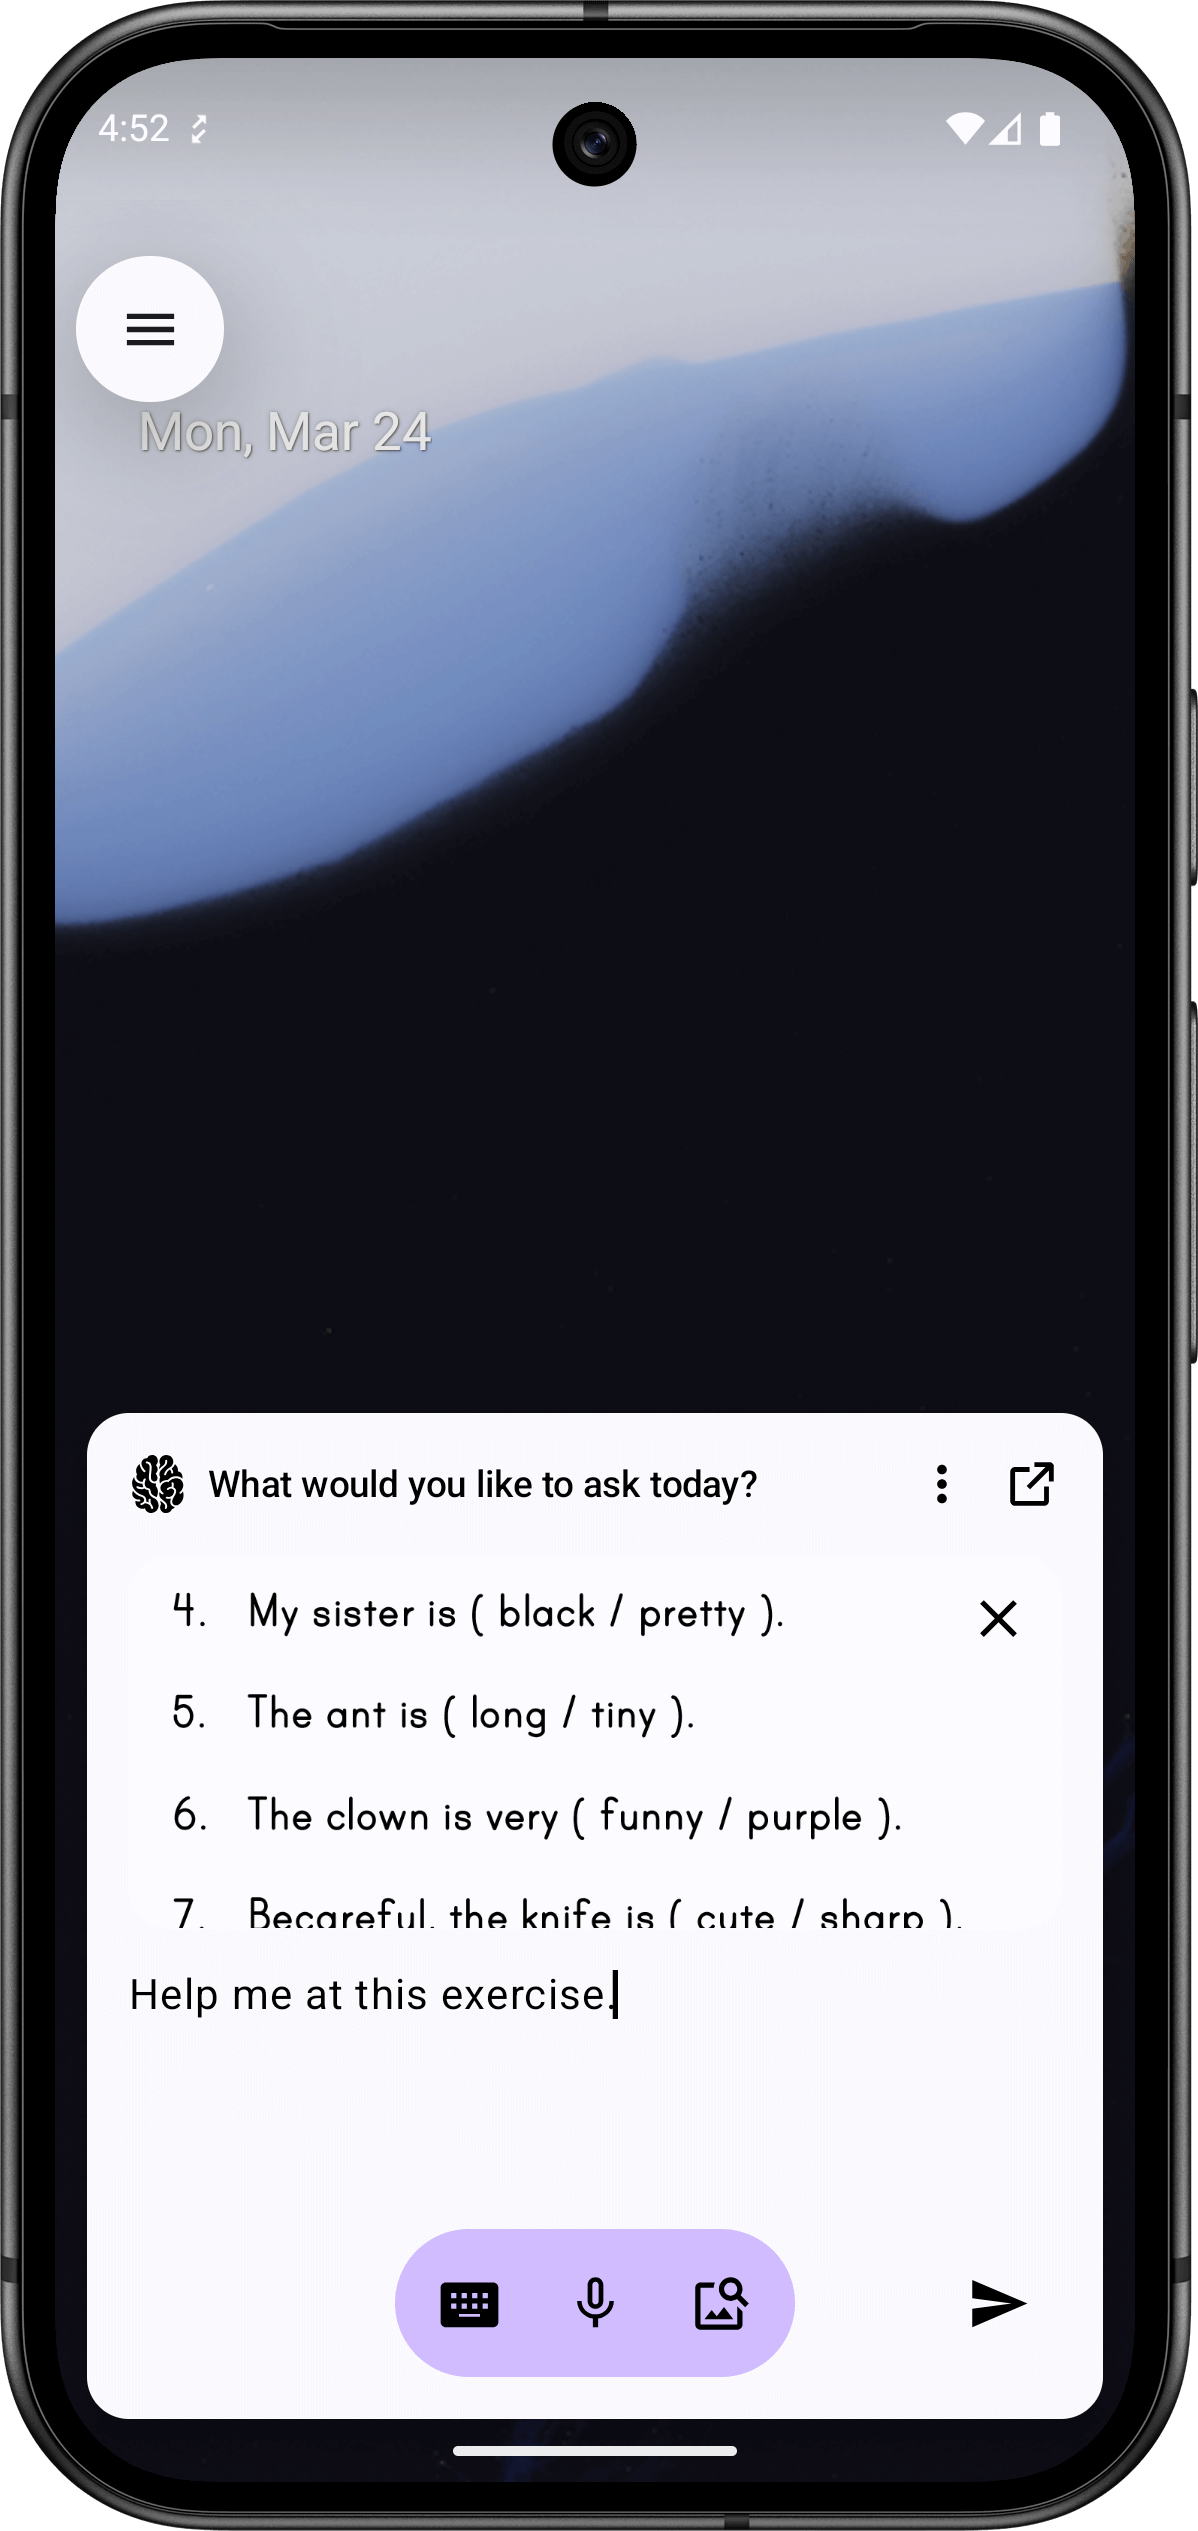 4:52
Mon, Mar 24
What would you like to ask today?
4. My sister is ( black / pretty ).
5. The ant is ( long / tiny ).
6. The clown is very ( funny / purple ).
7. Becareful, the knife is ( cute / sharp ).
Help me at this exercise.